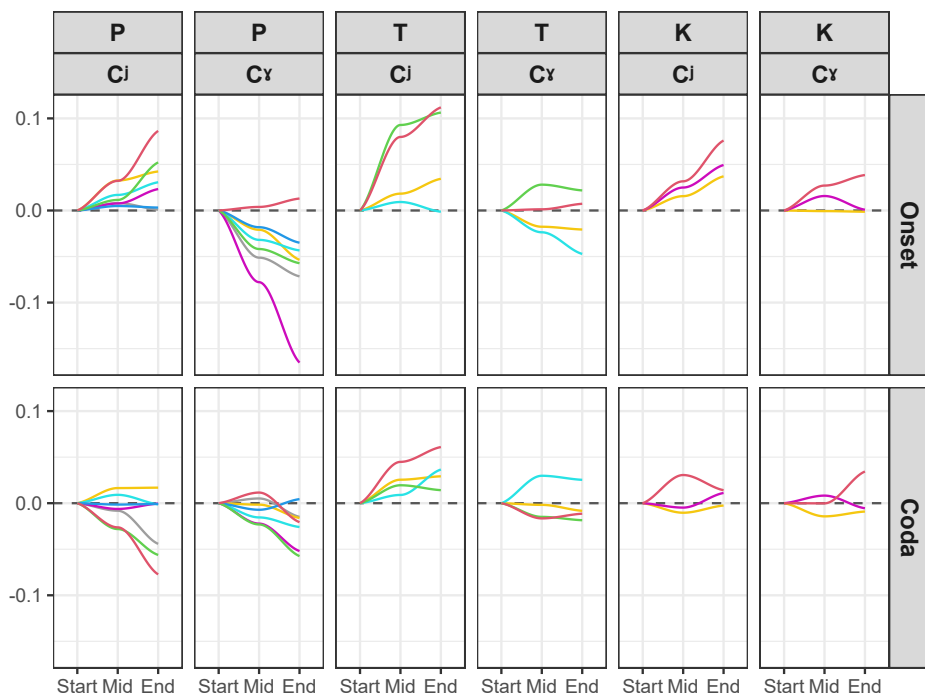 P P T T K K
Cʲ Cˠ Cʲ Cˠ Cʲ Cˠ
0.1
0.0
-0.1
Onset
0.1
0.0
-0.1
Coda
Start Mid End Start Mid End Start Mid End Start Mid End Start Mid End Start Mid End